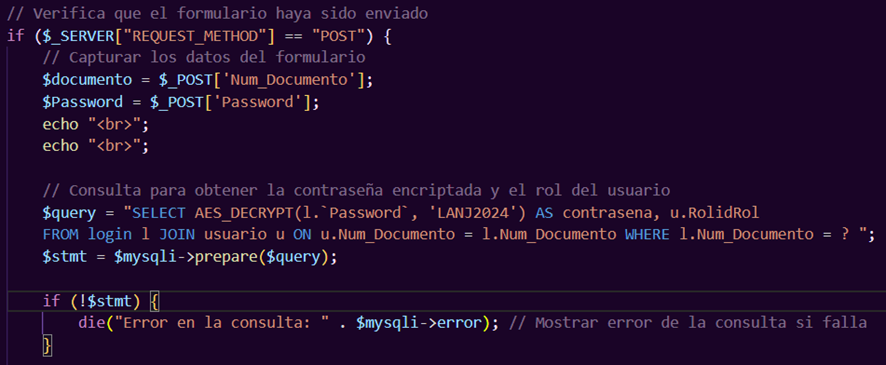 // Verifica que el formulario haya sido enviado
if ($_SERVER["REQUEST_METHOD"] == "POST") {
    // Capturar los datos del formulario
    $documento = $_POST['Num_Documento'];
    $Password = $_POST['Password'];
    echo "<br>";
    echo "<br>";

    // Consulta para obtener la contraseña encriptada y el rol del usuario
    $query = "SELECT AES_DECRYPT(l.`Password`, 'LANJ2024') AS contrasena, u.RolidRol
    FROM login l JOIN usuario u ON u.Num_Documento = l.Num_Documento WHERE l.Num_Documento = ? ";
    $stmt = $mysqli->prepare($query);

    if (!$stmt) {
        die("Error en la consulta: " . $mysqli->error); // Mostrar error de la consulta si falla
    }